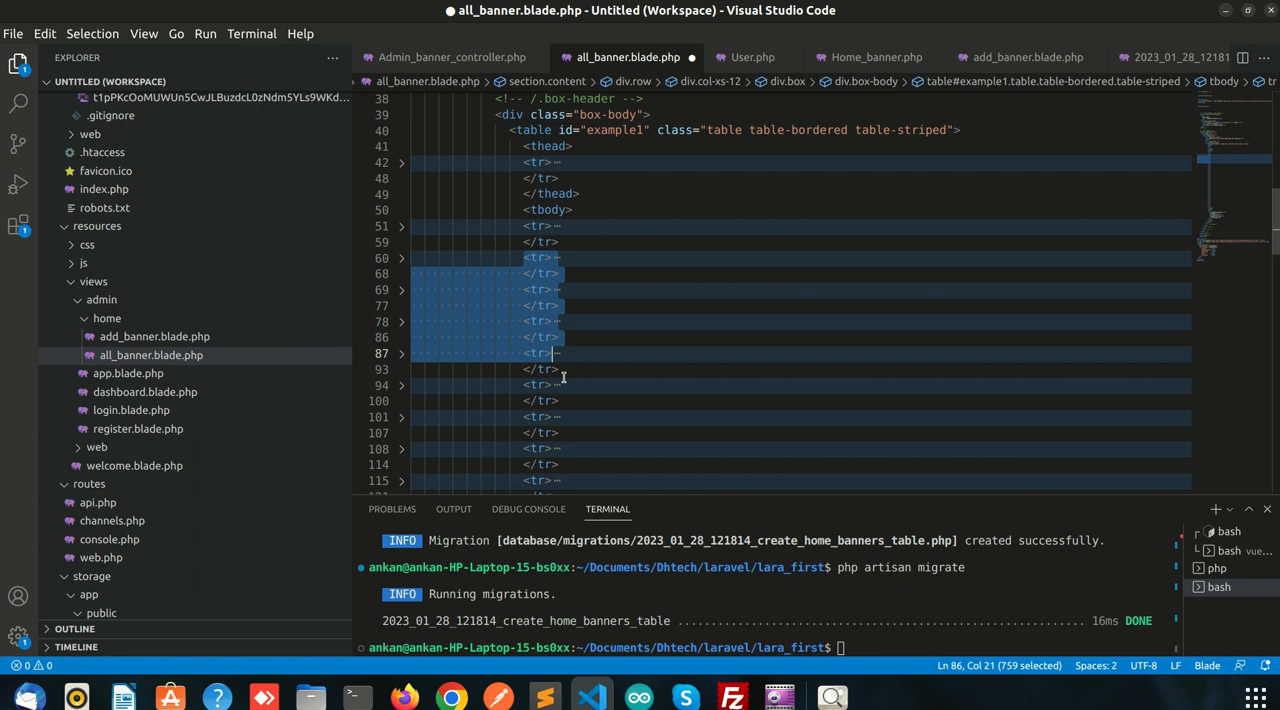 all_banner.blade.php - Untitled (Workspace) - Visual Studio Code
File Edit Selection View Go Run Terminal Help
EXPLORER
UNTITLED (WORKSPACE)
t1pPKcOoMUWUn5CwJLBuzdcL0zNdm5YLs9WKd...
.gitignore
web
.htaccess
favicon.ico
index.php
robots.txt
resources
css
js
views
admin
home
add_banner.blade.php
all_banner.blade.php
app.blade.php
dashboard.blade.php
login.blade.php
register.blade.php
web
welcome.blade.php
routes
api.php
channels.php
console.php
web.php
storage
app
public
OUTLINE
TIMELINE
Admin_banner_controller.php all_banner.blade.php User.php Home_banner.php add_banner.blade.php 2023_01_28_12181
all_banner.blade.php > section.content > div.row > div.col-xs-12 > div.box > div.box-body > table#example1.table.table-bordered.table-striped > tbody > tr
38 <!-- /.box-header -->
39 <div class="box-body">
40 <table id="example1" class="table table-bordered table-striped">
41 <thead>
42 <tr>
48 </tr>
49 </thead>
50 <tbody>
51 <tr>
59 </tr>
60 <tr>
68 </tr>
69 <tr>
77 </tr>
78 <tr>
86 </tr>
87 <tr>
93 </tr>
94 <tr>
100 </tr>
101 <tr>
107 </tr>
108 <tr>
114 </tr>
115 <tr>
PROBLEMS OUTPUT DEBUG CONSOLE TERMINAL
INFO Migration [database/migrations/2023_01_28_121814_create_home_banners_table.php] created successfully.
ankan@ankan-HP-Laptop-15-bs0xx:~/Documents/Dhtech/laravel/lara_first$ php artisan migrate
INFO Running migrations.
2023_01_28_121814_create_home_banners_table ........................................................... 16ms DONE
ankan@ankan-HP-Laptop-15-bs0xx:~/Documents/Dhtech/laravel/lara_first$
bash
bash vue...
php
bash
0 0 Ln 86, Col 21 (759 selected) Spaces: 2 UTF-8 LF Blade